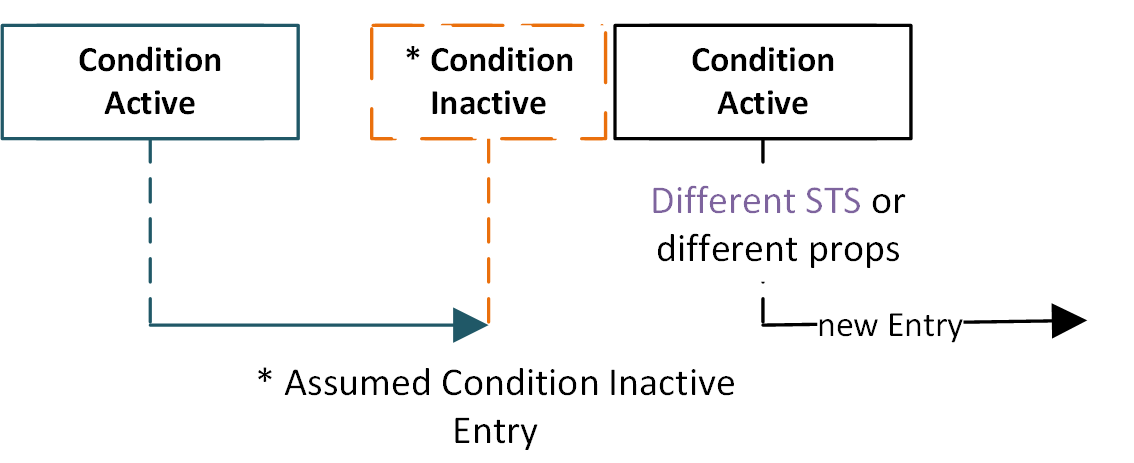 Condition
Active
* Condition
Inactive
Condition
Active
Different STS or
different props
new Entry
* Assumed Condition Inactive
Entry